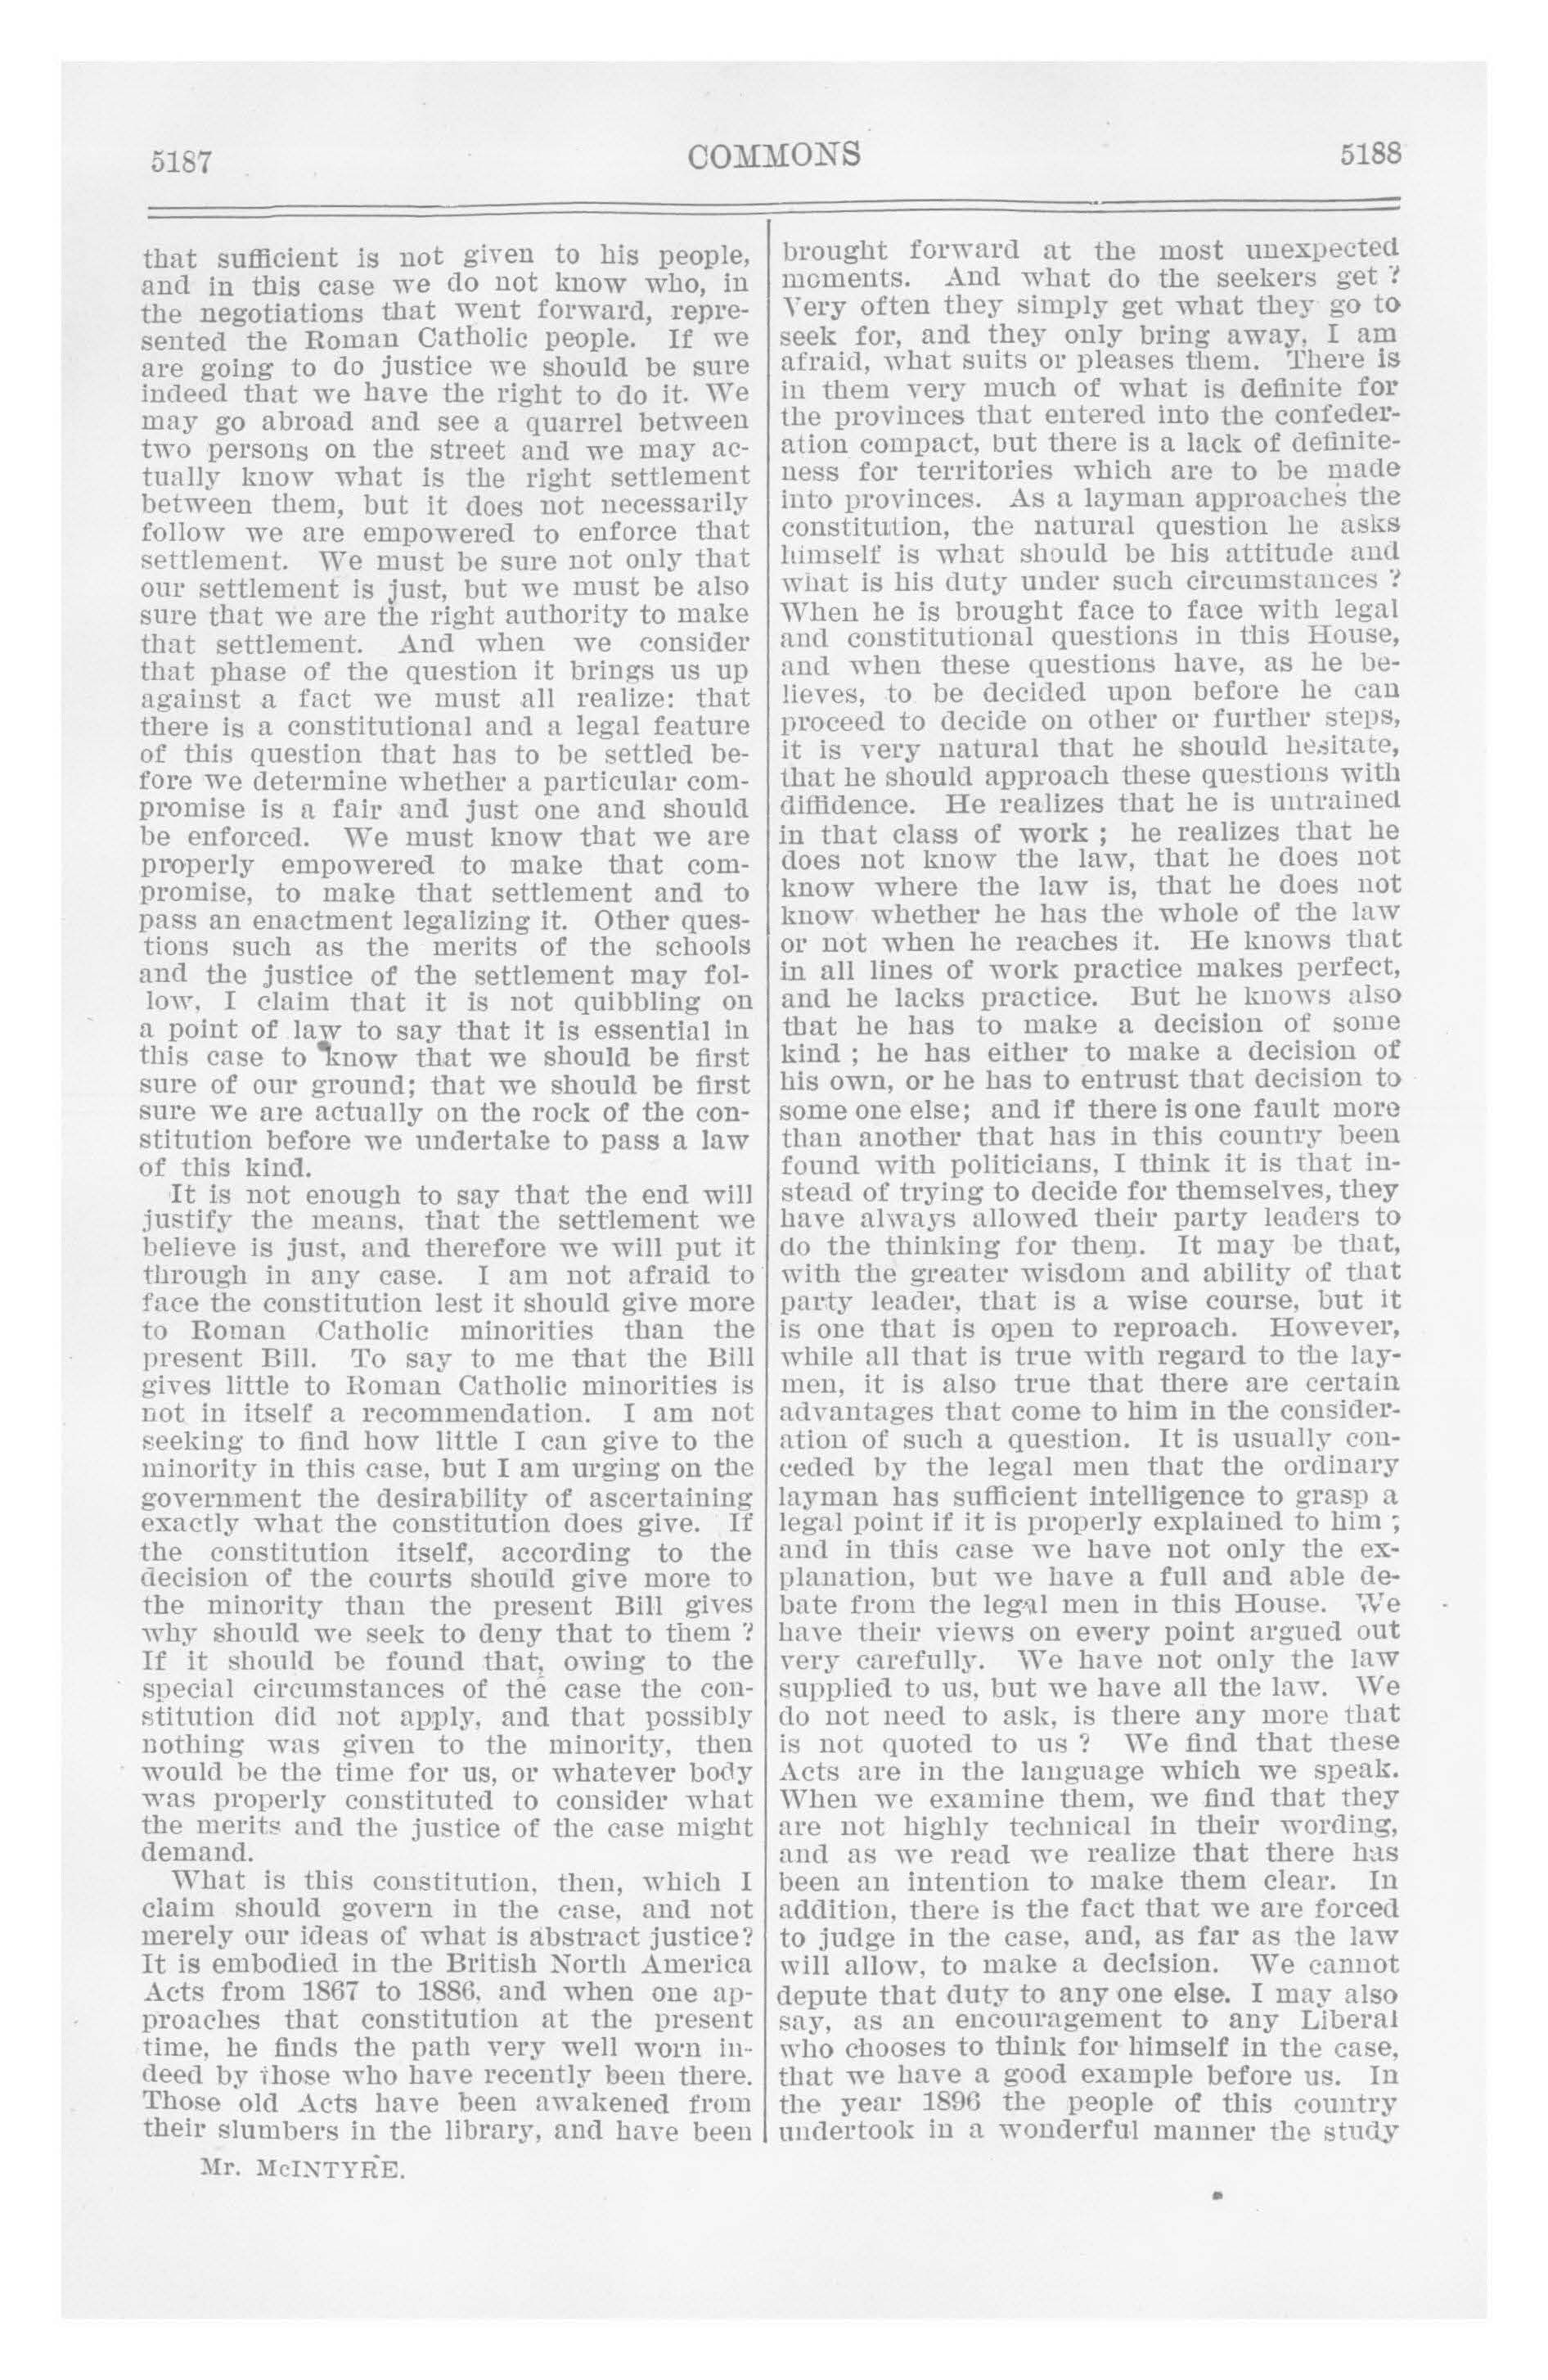 5187
COMMONS
5188
that sufficient is not given to his people,
and in this case we do not know who, in
the negotiations that went forward, repre-
sented the Roman Catholic people. If we
are going to do justice we should be sure
indeed that we have the right to do it. We
may go abroad and see a quarrel between
two persons on the street and we may ac-
tually know what is the right settlement
between them, but it does not necessarily
follow we are empowered to enforce that
settlement. We must be sure not only that
our settlement is just, but we must be also
sure that we are the right authority to make
that settlement. And when we consider
that phase of the question it brings us up
against a fact we must all realize: that
there is a constitutional and a legal feature
of this question that has to be settled be-
fore we determine whether a particular com-
promise is a fair and just one and should
be enforced. We must know that we are
properly empowered to make that com-
promise, to make that settlement and to
pass an enactment legalizing it. Other ques-
tions such as the merits of the schools
and the justice of the settlement may fol-
low, I claim that it is not quibbling on
a point of law to say that it is essential in
this case to know that we should be first
sure of our ground; that we should be first
sure we are actually on the rock of the con-
stitution before we undertake to pass a law
of this kind.
It is not enough to say that the end will
justify the means, that the settlement we
believe is just, and therefore we will put it
through in any case. I am not afraid to
face the constitution lest it should give more
to Roman Catholic minorities than the
present Bill. To say to me that the Bill
gives little to Roman Catholic minorities is
not in itself a recommendation. I am not
seeking to find how little I can give to the
minority in this case, but I am urging on the
government the desirability of ascertaining
exactly what the constitution does give. If
the constitution itself, according to the
decision of the courts should give more to
the minority than the present Bill gives
why should we seek to deny that to them ?
If it should be found that, owing to the
special circumstances of the case the con-
stitution did not apply, and that possibly
nothing was given to the minority, then
would be the time for us, or whatever body
was properly constituted to consider what
the merits and the justice of the case might
demand.
What is this constitution, then, which I
claim should govern in the case, and not
merely our ideas of what is abstract justice?
It is embodied in the British North America
Acts from 1867 to 1886, and when one ap-
proaches that constitution at the present
time, he finds the path very well worn in-
deed by those who have recently been there.
Those old Acts have been awakened from
their slumbers in the library, and have been
Mr. McINTYRE.
brought forward at the most unexpected
moments. And what do the seekers get ?
Very often they simply get what they go to
seek for, and they only bring away, I am
afraid, what suits or pleases them. There is
in them very much of what is definite for
the provinces that entered into the confeder-
ation compact, but there is a lack of definite-
ness for territories which are to be made
into provinces. As a layman approaches the
constitution, the natural question he asks
himself is what should be his attitude and
what is his duty under such circumstances ?
When he is brought face to face with legal
and constitutional questions in this House,
and when these questions have, as he be-
lieves, to be decided upon before he can
proceed to decide on other or further steps,
it is very natural that he should hesitate,
that he should approach these questions with
diffidence. He realizes that he is untrained
in that class of work ; he realizes that he
does not know the law, that he does not
know where the law is, that he does not
know whether he has the whole of the law
or not when he reaches it. He knows that
in all lines of work practice makes perfect,
and he lacks practice. But he knows also
that he has to make a decision of some
kind ; he has either to make a decision of
his own, or he has to entrust that decision to
some one else; and if there is one fault more
than another that has in this country been
found with politicians, I think it is that in-
stead of trying to decide for themselves, they
have always allowed their party leaders to
do the thinking for them. It may be that,
with the greater wisdom and ability of that
party leader, that is a wise course, but it
is one that is open to reproach. However,
while all that is true with regard to the lay-
men, it is also true that there are certain
advantages that come to him in the consider-
ation of such a question. It is usually con-
ceded by the legal men that the ordinary
layman has sufficient intelligence to grasp a
legal point if it is properly explained to him ;
and in this case we have not only the ex-
planation, but we have a full and able de-
bate from the legal men in this House. We
have their views on every point argued out
very carefully. We have not only the law
supplied to us, but we have all the law. We
do not need to ask, is there any more that
is not quoted to us ? We find that these
Acts are in the language which we speak.
When we examine them, we find that they
are not highly technical in their wording,
and as we read we realize that there has
been an intention to make them clear. In
addition, there is the fact that we are forced
to judge in the case, and, as far as the law
will allow, to make a decision. We cannot
depute that duty to any one else. I may also
say, as an encouragement to any Liberal
who chooses to think for himself in the case,
that we have a good example before us. In
the year 1896 the people of this country
undertook in a wonderful manner the study